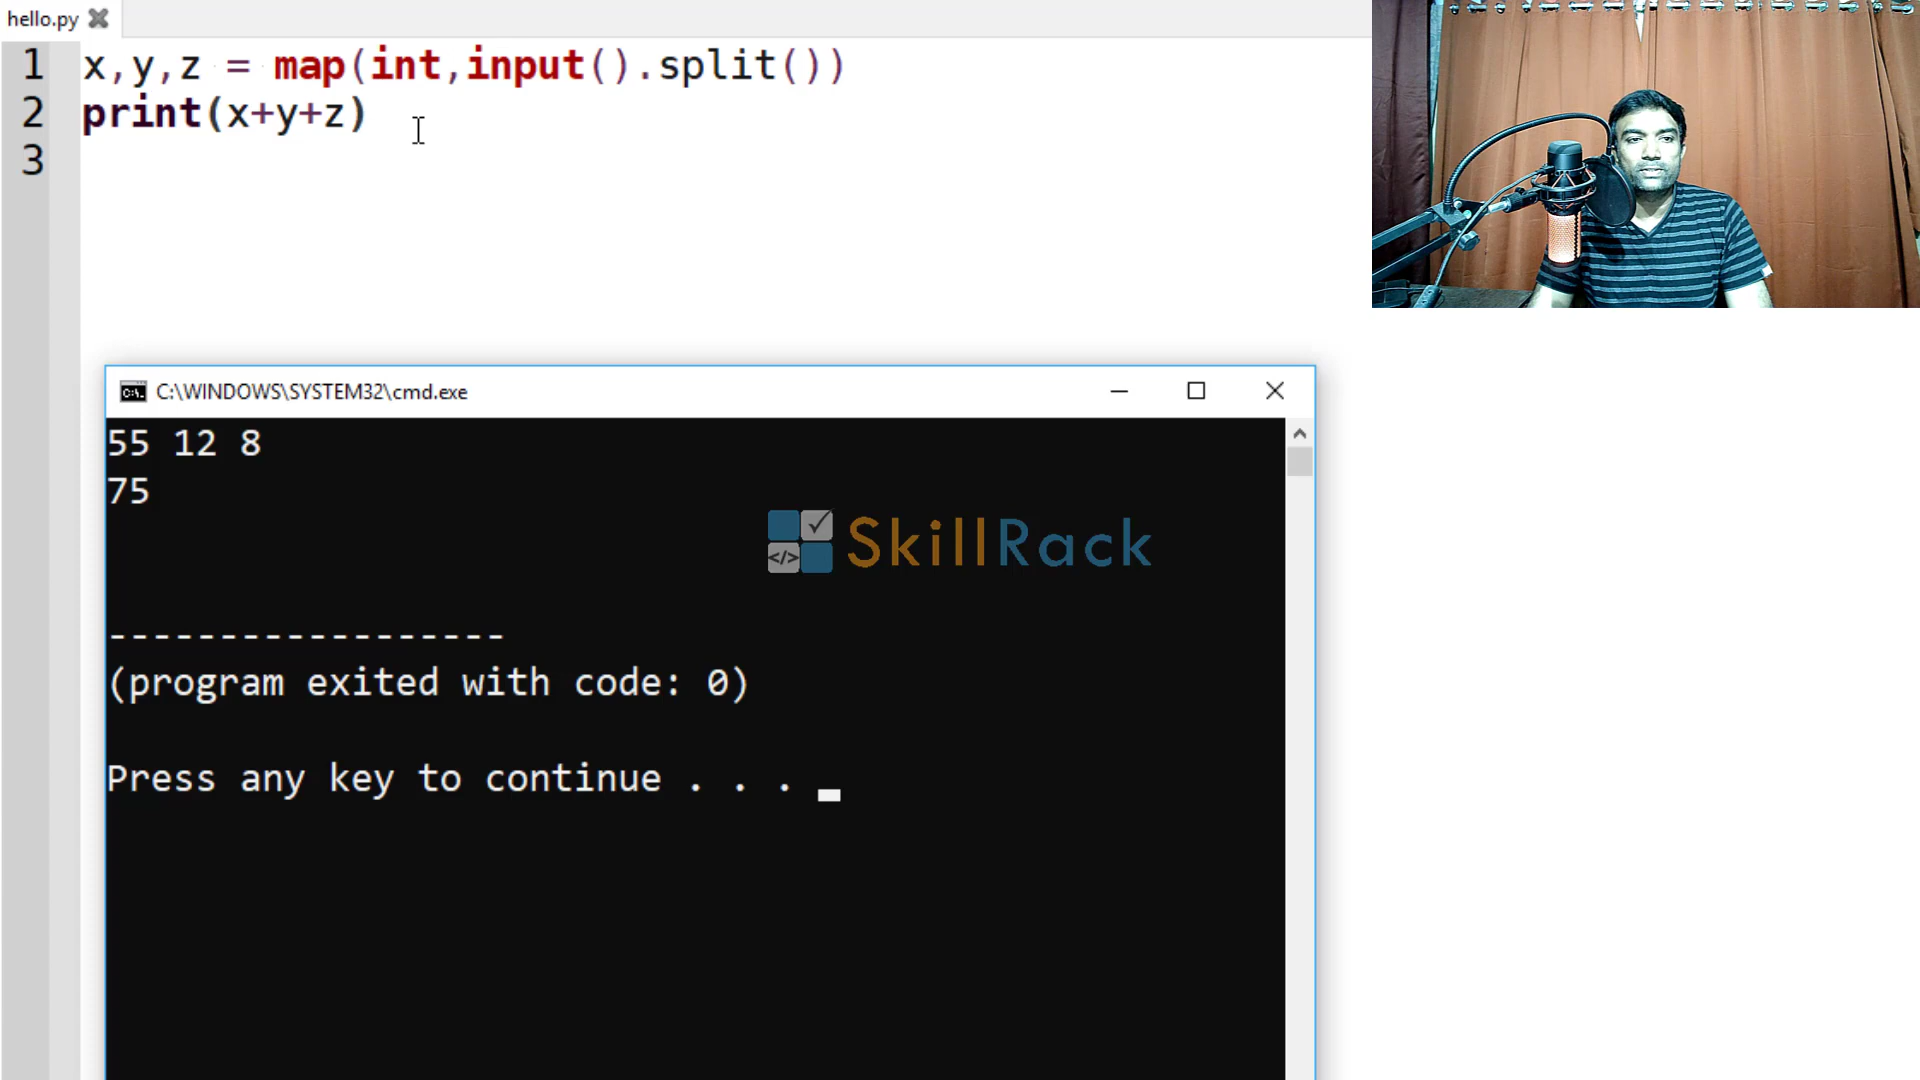 hello.py
1 x,y,z = map(int,input().split())
2 print(x+y+z)
3
C:\WINDOWS\SYSTEM32\cmd.exe
55 12 8
75
</> SkillRack
------------------
(program exited with code: 0)
Press any key to continue . . .